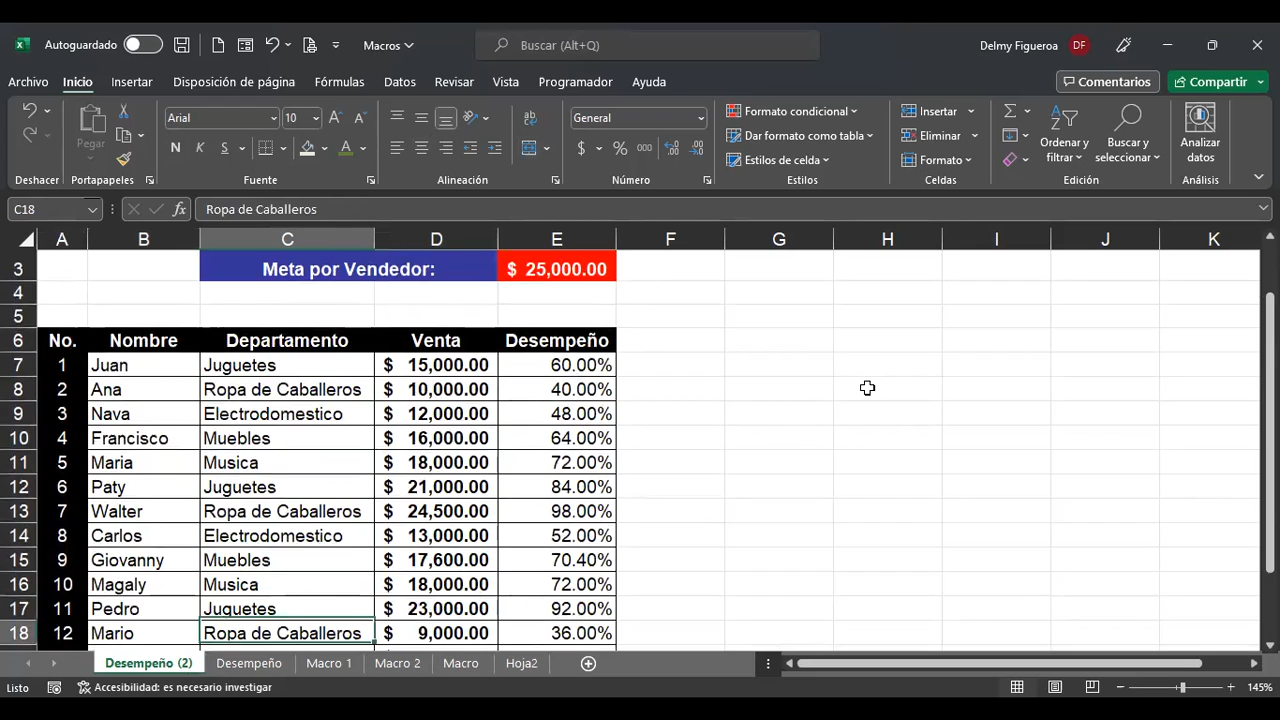 Autoguardado
Macros
Buscar (Alt+Q)
Delmy Figueroa
DF
Archivo Inicio Insertar Disposición de página Fórmulas Datos Revisar Vista Programador Ayuda
Comentarios
Compartir
Pegar
Arial
10
A A
N K S
A
ab
General
$ % 000
Formato condicional
Dar formato como tabla
Estilos de celda
Insertar
Eliminar
Formato
Ordenar y filtrar
Buscar y seleccionar
Analizar datos
Deshacer Portapapeles Fuente Alineación Número Estilos Celdas Edición Análisis
C18
fx
Ropa de Caballeros
A B C D E F G H I J K
3 Meta por Vendedor: $ 25,000.00
4
5
6 No. Nombre Departamento Venta Desempeño
7 1 Juan Juguetes $ 15,000.00 60.00%
8 2 Ana Ropa de Caballeros $ 10,000.00 40.00%
9 3 Nava Electrodomestico $ 12,000.00 48.00%
10 4 Francisco Muebles $ 16,000.00 64.00%
11 5 Maria Musica $ 18,000.00 72.00%
12 6 Paty Juguetes $ 21,000.00 84.00%
13 7 Walter Ropa de Caballeros $ 24,500.00 98.00%
14 8 Carlos Electrodomestico $ 13,000.00 52.00%
15 9 Giovanny Muebles $ 17,600.00 70.40%
16 10 Magaly Musica $ 18,000.00 72.00%
17 11 Pedro Juguetes $ 23,000.00 92.00%
18 12 Mario Ropa de Caballeros $ 9,000.00 36.00%
Desempeño (2) Desempeño Macro 1 Macro 2 Macro Hoja2
Listo
Accesibilidad: es necesario investigar
145%